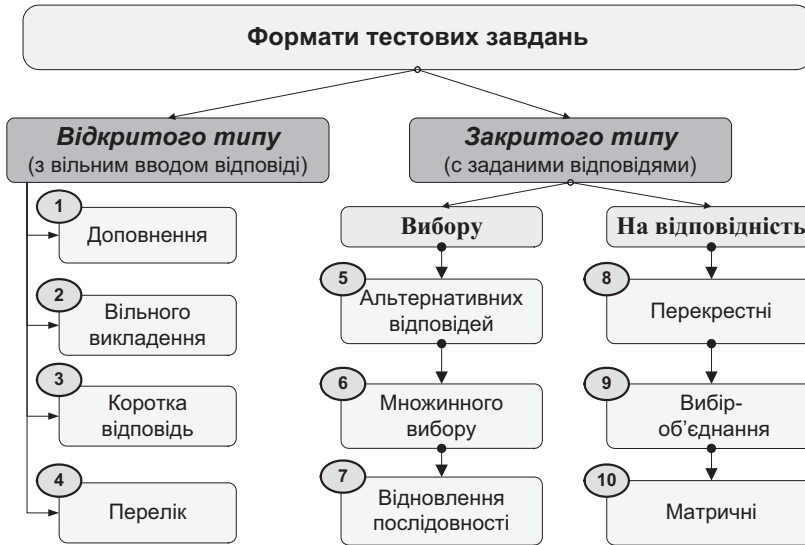 Формати тестових завдань
Відкритого типу
(з вільним вводом відповіді)
1
Доповнення
2
Вільного
викладення
3
Коротка
відповідь
4
Перелік
Закритого типу
(с заданими відповідями)
Вибору
5
Альтернативних
відповідей
6
Множинного
вибору
7
Відновлення
послідовності
На відповідність
8
Перекрестні
9
Вибір-
об’єднання
10
Матричні